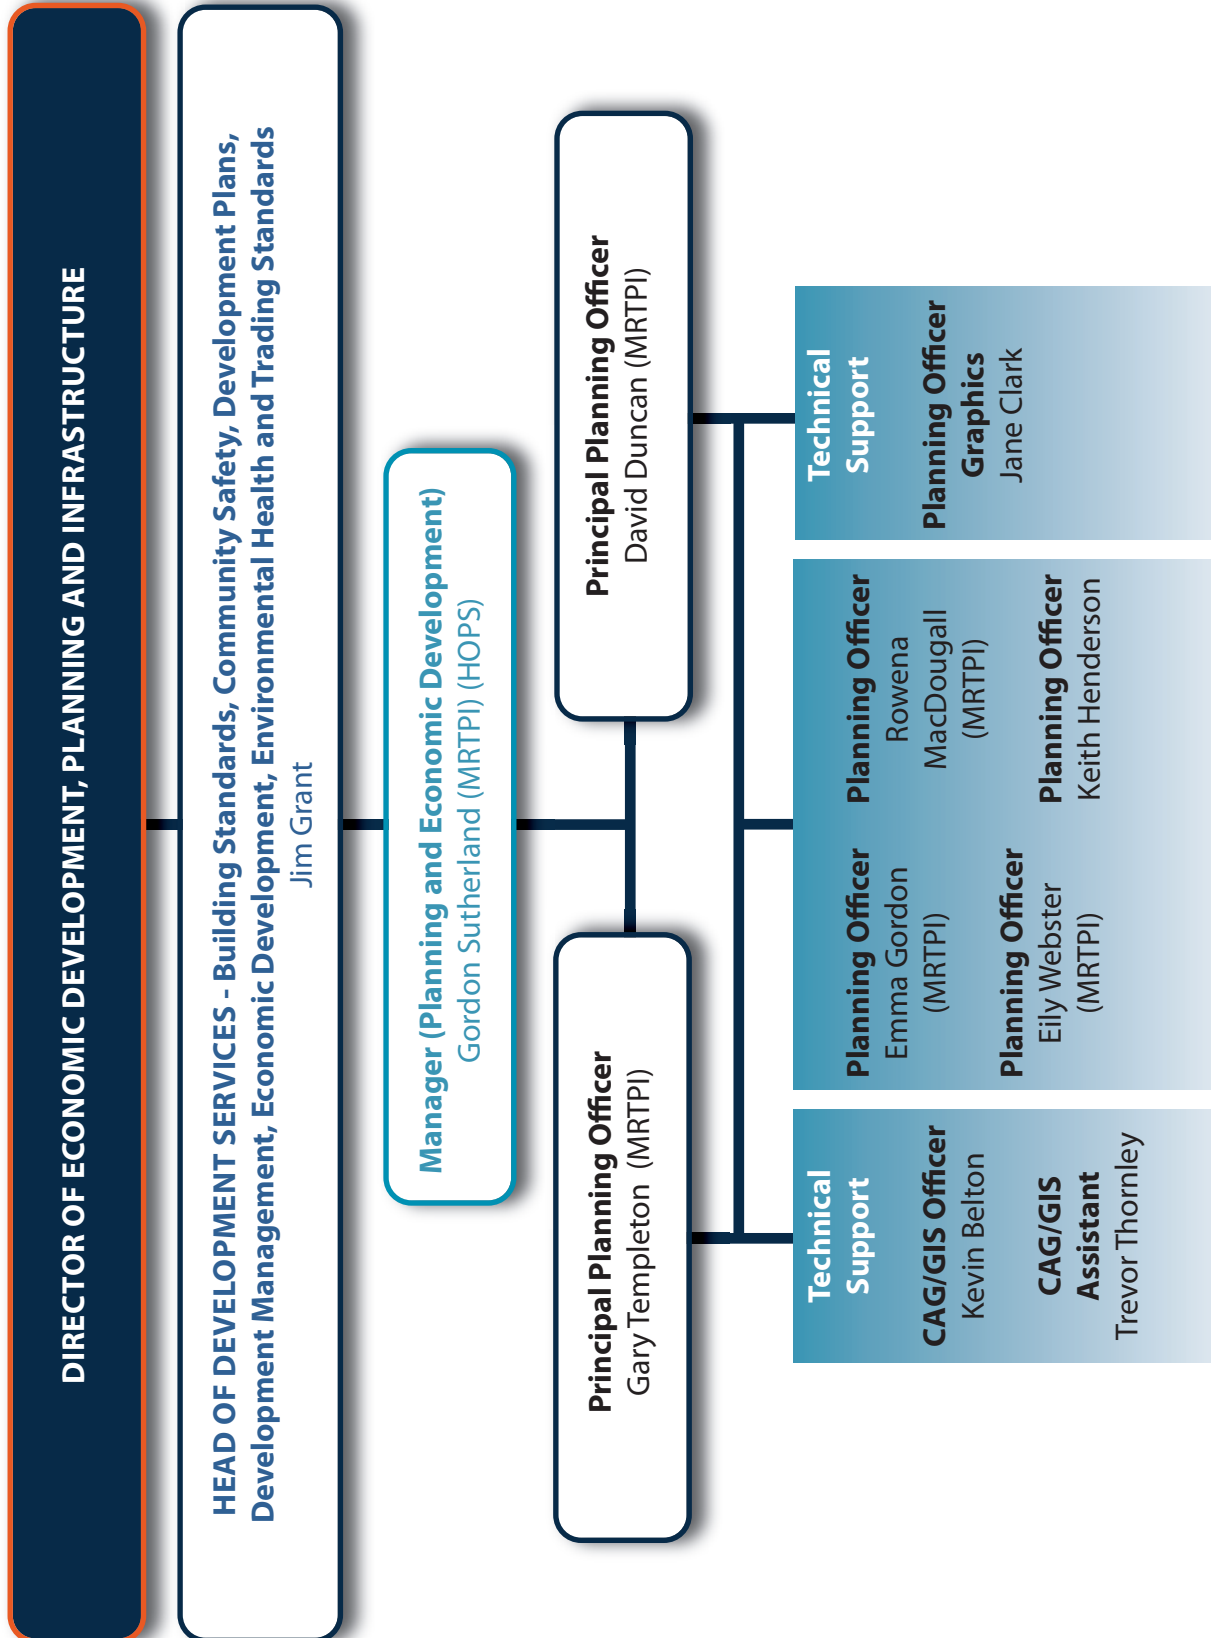 DIRECTOR OF ECONOMIC DEVELOPMENT, PLANNING AND INFRASTRUCTURE
HEAD OF DEVELOPMENT SERVICES - Building Standards, Community Safety, Development Plans,
Development Management, Economic Development, Environmental Health and Trading Standards
Jim Grant
Manager (Planning and Economic Development)
Gordon Sutherland (MRTPI) (HOPS)
Principal Planning Officer
Gary Templeton (MRTPI)
Principal Planning Officer
David Duncan (MRTPI)
Technical
Support
CAG/GIS Officer
Kevin Belton
CAG/GIS
Assistant
Trevor Thornley
Planning Officer
Emma Gordon
(MRTPI)
Planning Officer
Eily Webster
(MRTPI)
Planning Officer
Rowena
MacDougall
(MRTPI)
Planning Officer
Keith Henderson
Technical
Support
Planning Officer
Graphics
Jane Clark